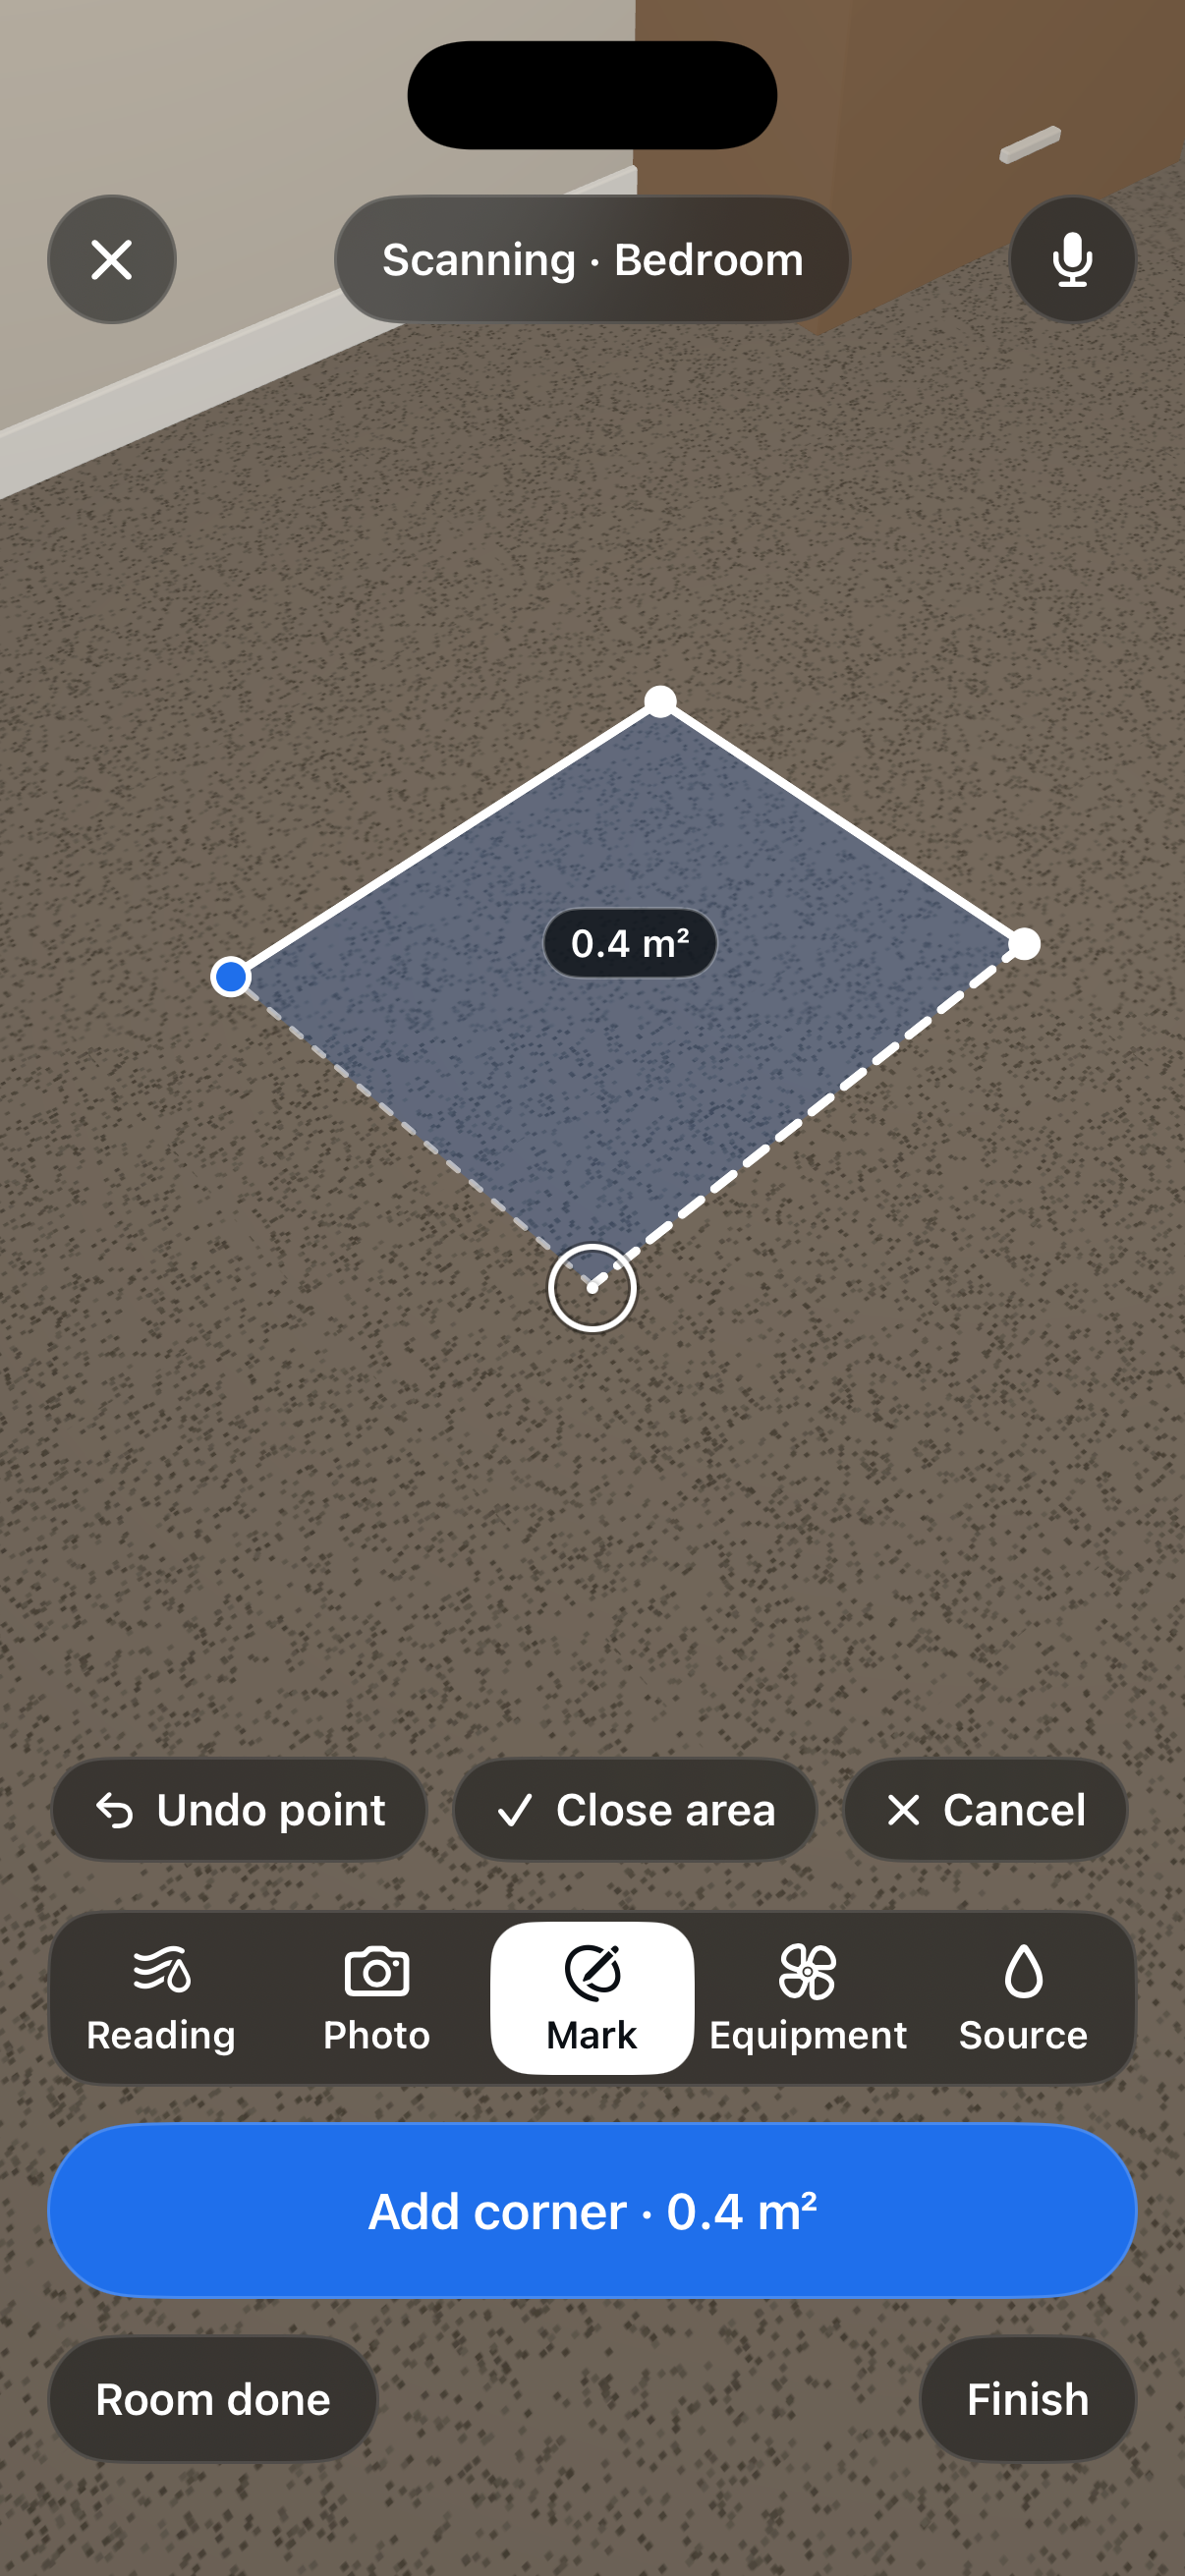 Scanning · Bedroom
0.4 m²
Undo point
Close area
Cancel
Reading
Photo
Mark
Equipment
Source
Add corner · 0.4 m²
Room done
Finish